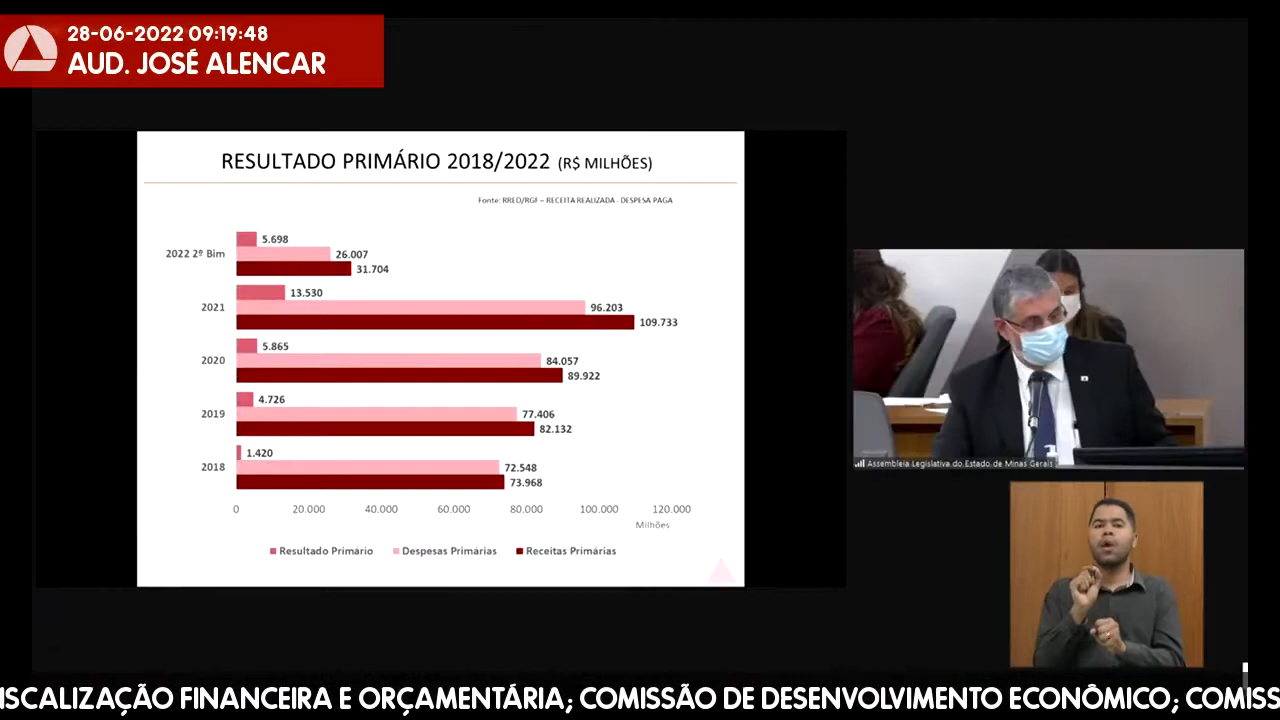 28-06-2022 09:19:48
AUD. JOSÉ ALENCAR
RESULTADO PRIMÁRIO 2018/2022 (R$ MILHÕES)
Fonte: RREO/RGF – RECEITA REALIZADA - DESPESA PAGA
5.698
2022 2º Bim
26.007
31.704
13.530
2021
96.203
109.733
5.865
2020
84.057
89.922
4.726
2019
77.406
82.132
1.420
2018
72.548
73.968
0 20.000 40.000 60.000 80.000 100.000 120.000
Milhões
Resultado Primário Despesas Primárias Receitas Primárias
Assembleia Legislativa do Estado de Minas Gerais
ISCALIZAÇÃO FINANCEIRA E ORÇAMENTÁRIA; COMISSÃO DE DESENVOLVIMENTO ECONÔMICO; COMISS